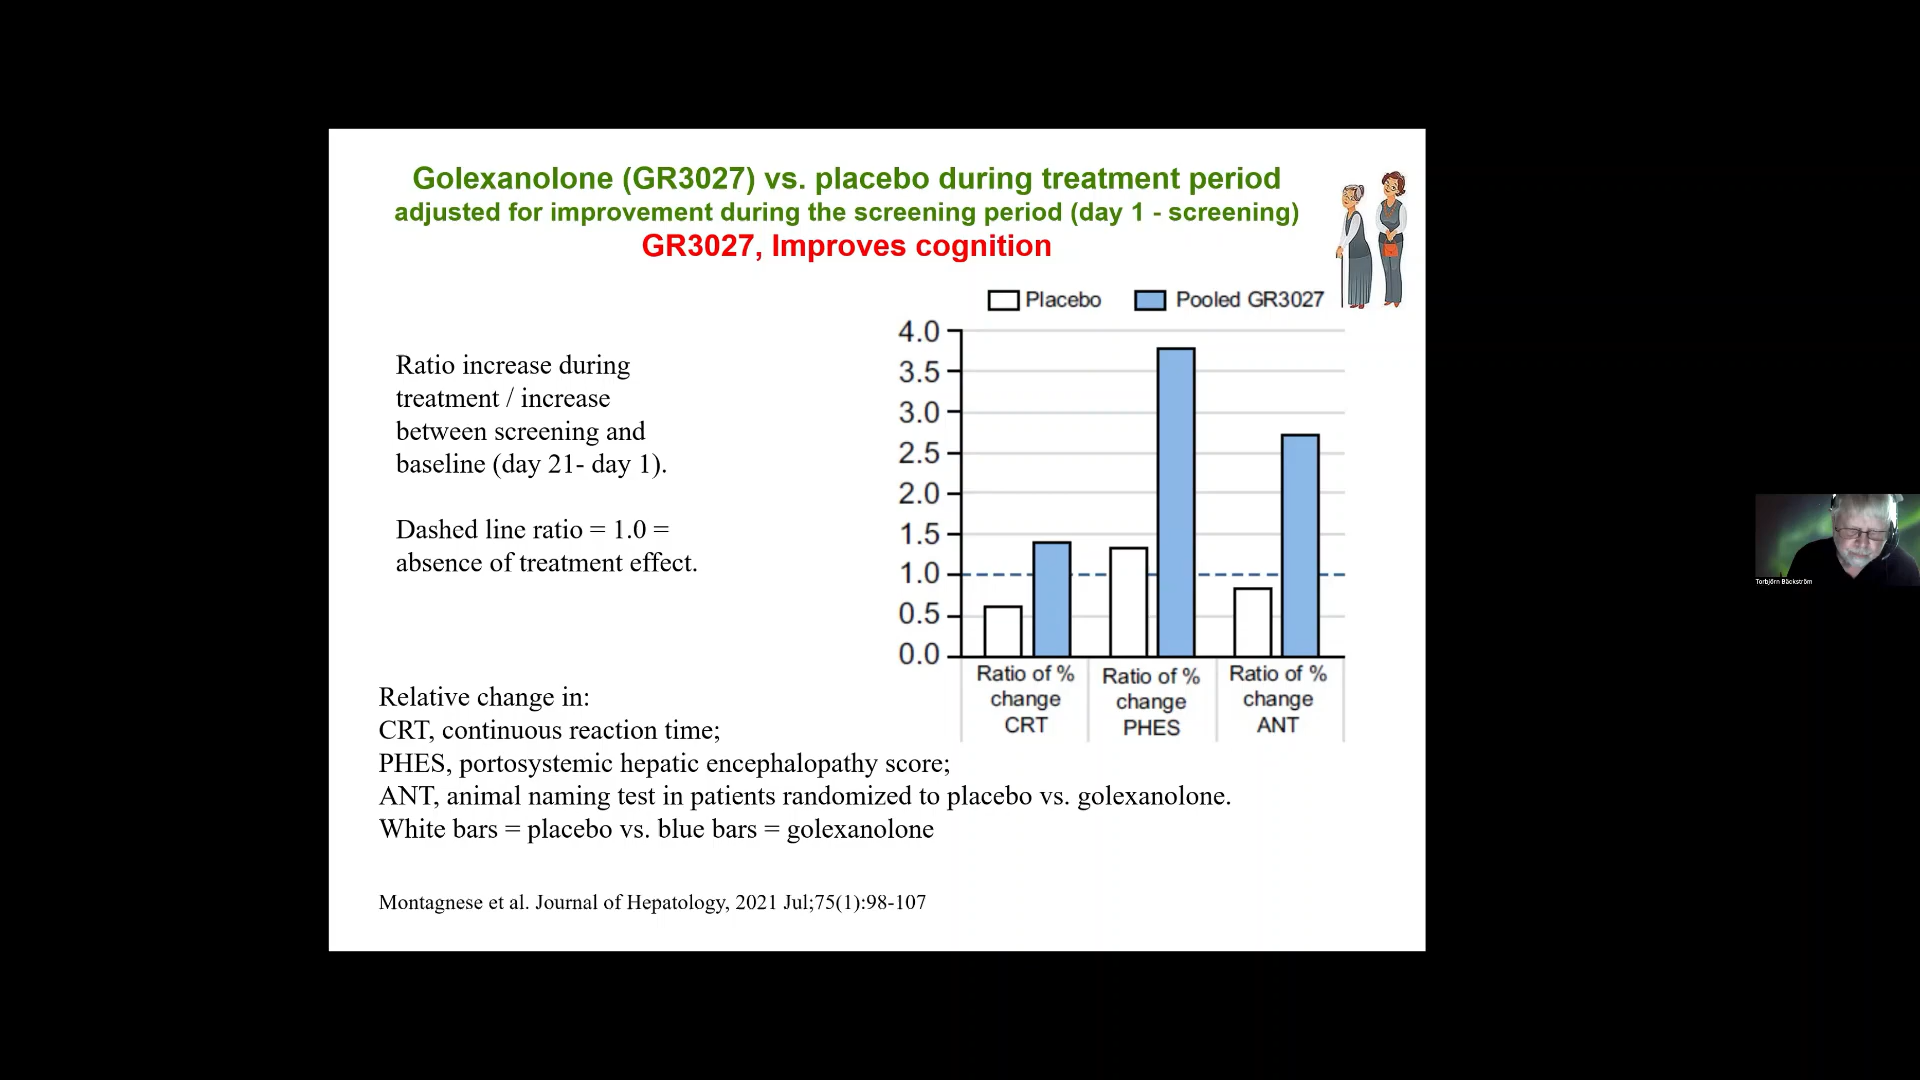 Golexanolone (GR3027) vs. placebo during treatment period
adjusted for improvement during the screening period (day 1 - screening)
GR3027, Improves cognition
Placebo
Pooled GR3027
Ratio increase during
treatment / increase
between screening and
baseline (day 21- day 1).
Dashed line ratio = 1.0 =
absence of treatment effect.
4.0
3.5
3.0
2.5
2.0
1.5
1.0
0.5
0.0
Ratio of %
change
CRT
Ratio of %
change
PHES
Ratio of %
change
ANT
Relative change in:
CRT, continuous reaction time;
PHES, portosystemic hepatic encephalopathy score;
ANT, animal naming test in patients randomized to placebo vs. golexanolone.
White bars = placebo vs. blue bars = golexanolone
Montagnese et al. Journal of Hepatology, 2021 Jul;75(1):98-107
Torbjörn Bäckström